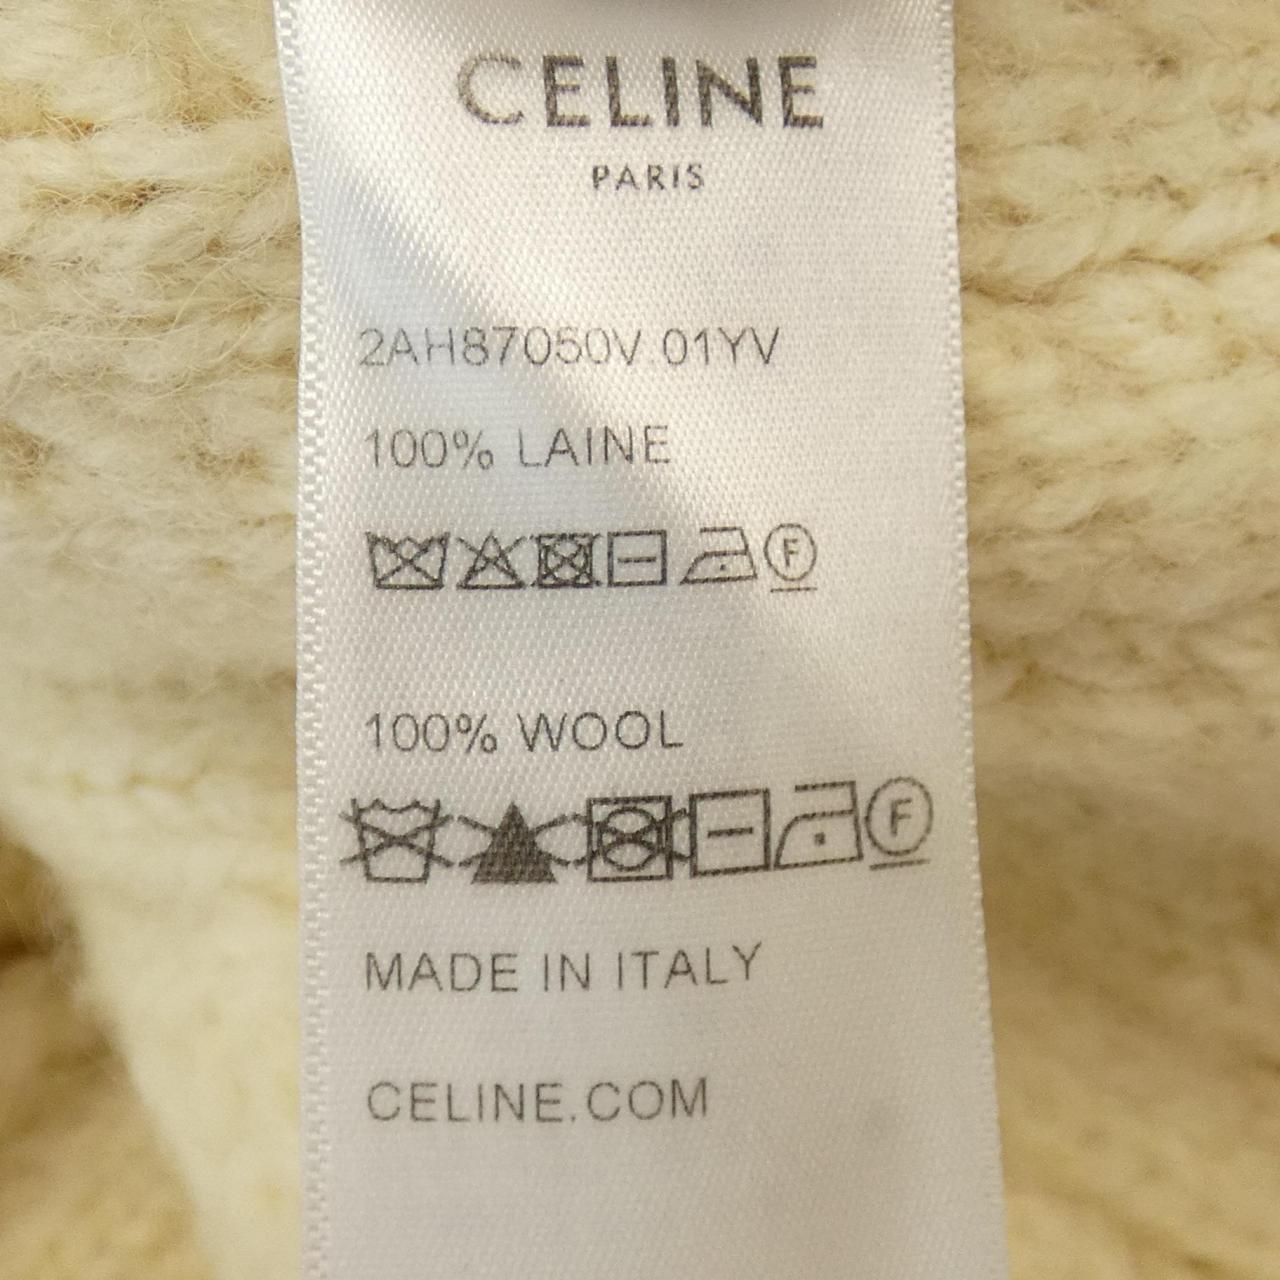 CELINE
PARIS
2AH87050V.01YV
100% LAINE
F
100% WOOL
F
MADE IN ITALY
CELINE.COM